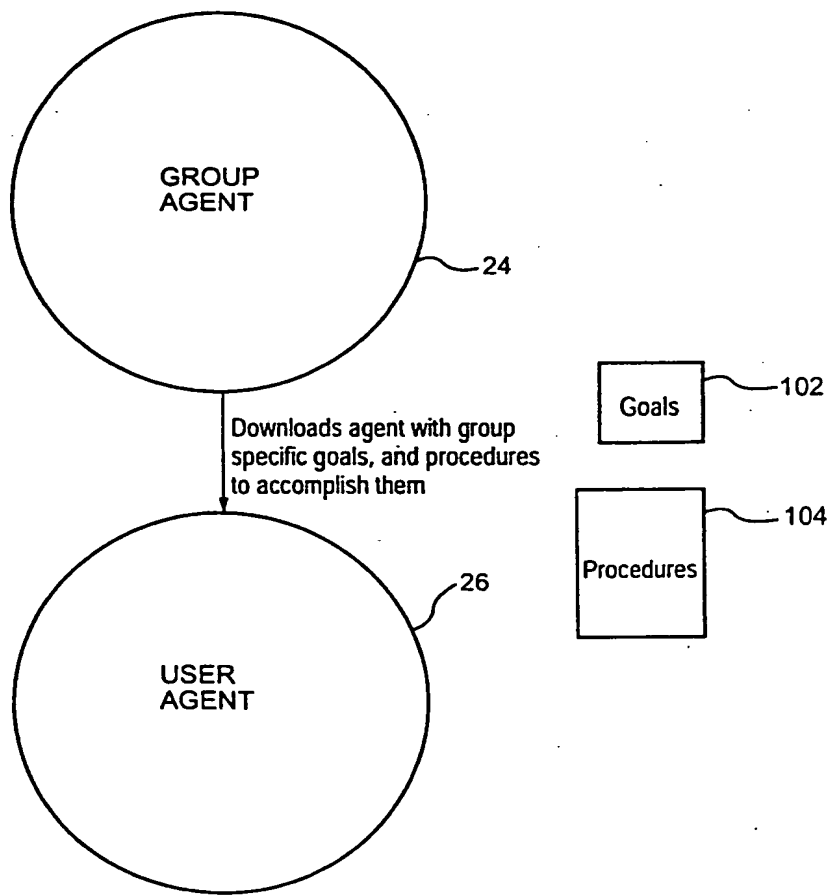 GROUP
AGENT
24
102
Goals
Downloads agent with group
specific goals, and procedures
to accomplish them
104
Procedures
26
USER
AGENT